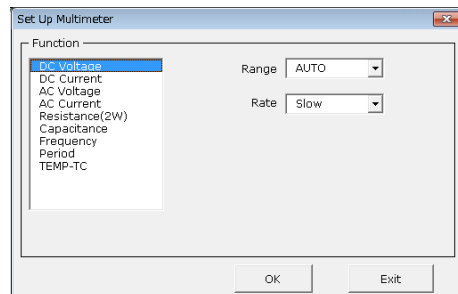 Set Up Multimeter
Function
DC Voltage
DC Current
AC Voltage
AC Current
Resistance(2W)
Capacitance
Frequency
Period
TEMP-TC
Range AUTO
Rate Slow
OK Exit